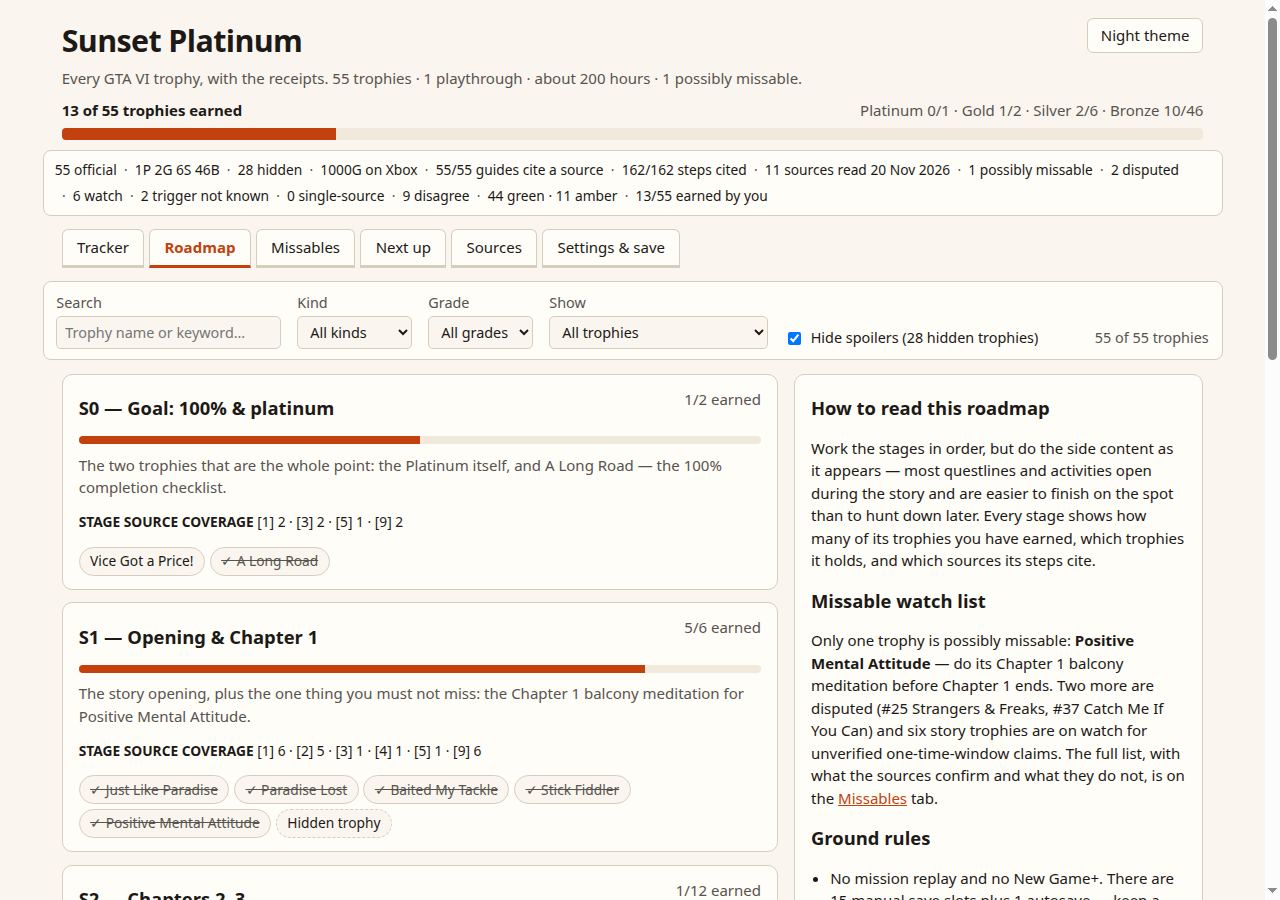 Sunset Platinum
Night theme
Every GTA VI trophy, with the receipts. 55 trophies · 1 playthrough · about 200 hours · 1 possibly missable.
13 of 55 trophies earned
Platinum 0/1 · Gold 1/2 · Silver 2/6 · Bronze 10/46
55 official · 1P 2G 6S 46B · 28 hidden · 1000G on Xbox · 55/55 guides cite a source · 162/162 steps cited · 11 sources read 20 Nov 2026 · 1 possibly missable · 2 disputed
· 6 watch · 2 trigger not known · 0 single-source · 9 disagree · 44 green · 11 amber · 13/55 earned by you
Tracker
Roadmap
Missables
Next up
Sources
Settings & save
Search
Kind
Grade
Show
Trophy name or keyword...
All kinds
All grades
All trophies
Hide spoilers (28 hidden trophies)
55 of 55 trophies
S0 — Goal: 100% & platinum
1/2 earned
The two trophies that are the whole point: the Platinum itself, and A Long Road — the 100%
completion checklist.
STAGE SOURCE COVERAGE [1] 2 · [3] 2 · [5] 1 · [9] 2
Vice Got a Price!
✓ A Long Road
S1 — Opening & Chapter 1
5/6 earned
The story opening, plus the one thing you must not miss: the Chapter 1 balcony meditation for
Positive Mental Attitude.
STAGE SOURCE COVERAGE [1] 6 · [2] 5 · [3] 1 · [4] 1 · [5] 1 · [9] 6
✓ Just Like Paradise
✓ Paradise Lost
✓ Baited My Tackle
✓ Stick Fiddler
✓ Positive Mental Attitude
Hidden trophy
S2 — Chapters 2–3
1/12 earned
How to read this roadmap
Work the stages in order, but do the side content as
it appears — most questlines and activities open
during the story and are easier to finish on the spot
than to hunt down later. Every stage shows how
many of its trophies you have earned, which trophies
it holds, and which sources its steps cite.
Missable watch list
Only one trophy is possibly missable: Positive
Mental Attitude — do its Chapter 1 balcony
meditation before Chapter 1 ends. Two more are
disputed (#25 Strangers & Freaks, #37 Catch Me If
You Can) and six story trophies are on watch for
unverified one-time-window claims. The full list, with
what the sources confirm and what they do not, is on
the Missables tab.
Ground rules
• No mission replay and no New Game+. There are
15 manual save slots plus 1 autosave — keep a